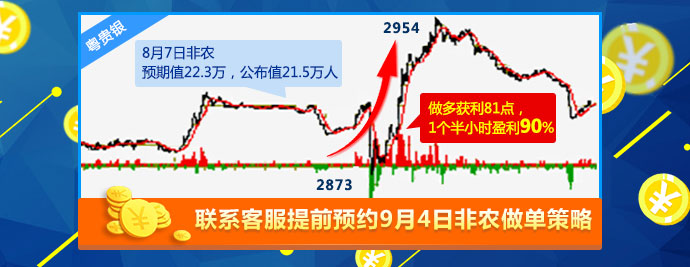 粤贵银
2954
8月7日非农
预期值22.3万，公布值21.5万人
做多获利81点，
1个半小时盈利90%
2873
联系客服提前预约9月4日非农做单策略